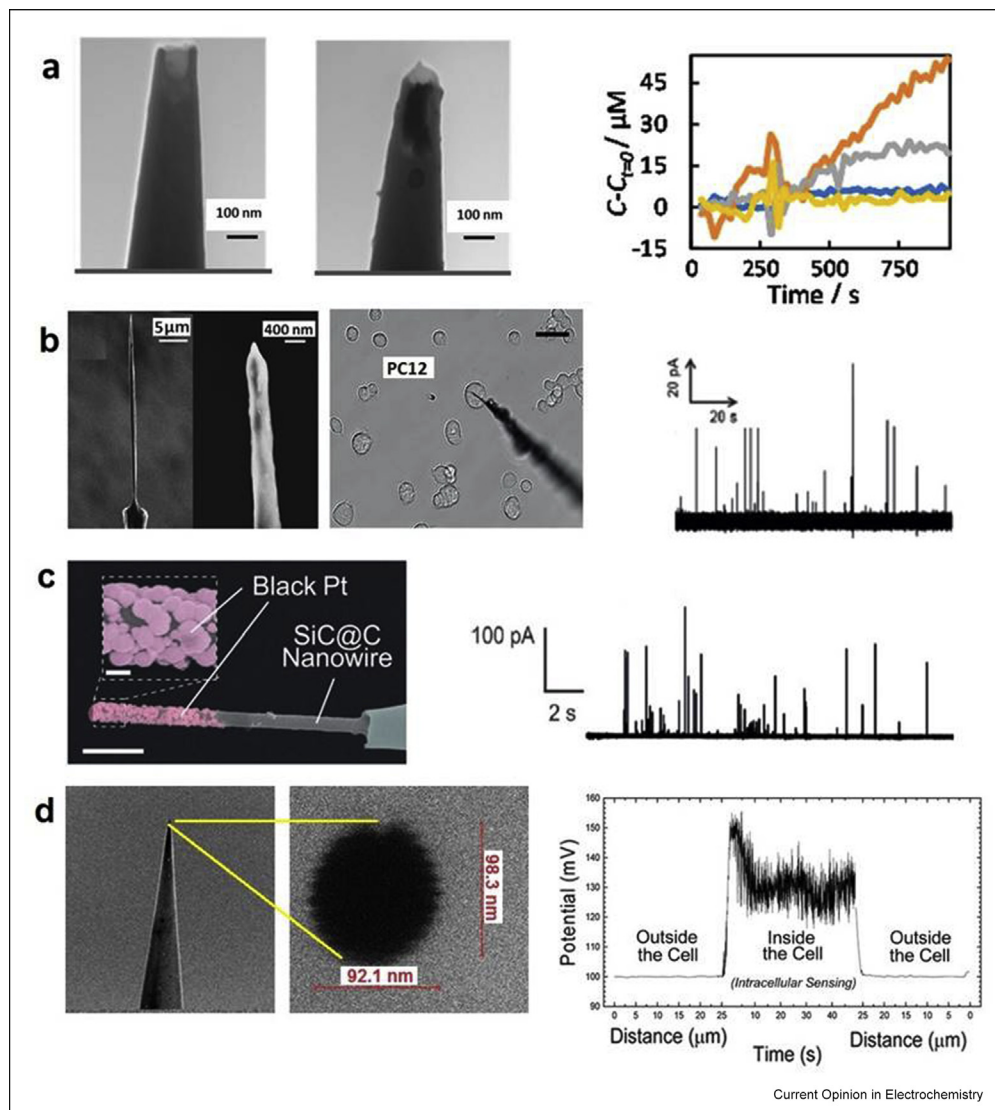 a
100 nm
100 nm
C-Ct=0 / µM
45
30
15
0
-15
0 250 500 750
Time / s
b
5µm
400 nm
PC12
20 pA
20 s
c
Black Pt
SiC@C
Nanowire
100 pA
2 s
d
98.3 nm
92.1 nm
Potential (mV)
160
150
140
130
120
110
100
90
Outside
the Cell
Inside
the Cell
(Intracellular Sensing)
Outside
the Cell
0 5 10 15 20 25 5 10 15 20 25 30 35 40 45 25 20 15 10 5 0
Distance (µm)
Time (s)
Distance (µm)
Current Opinion in Electrochemistry